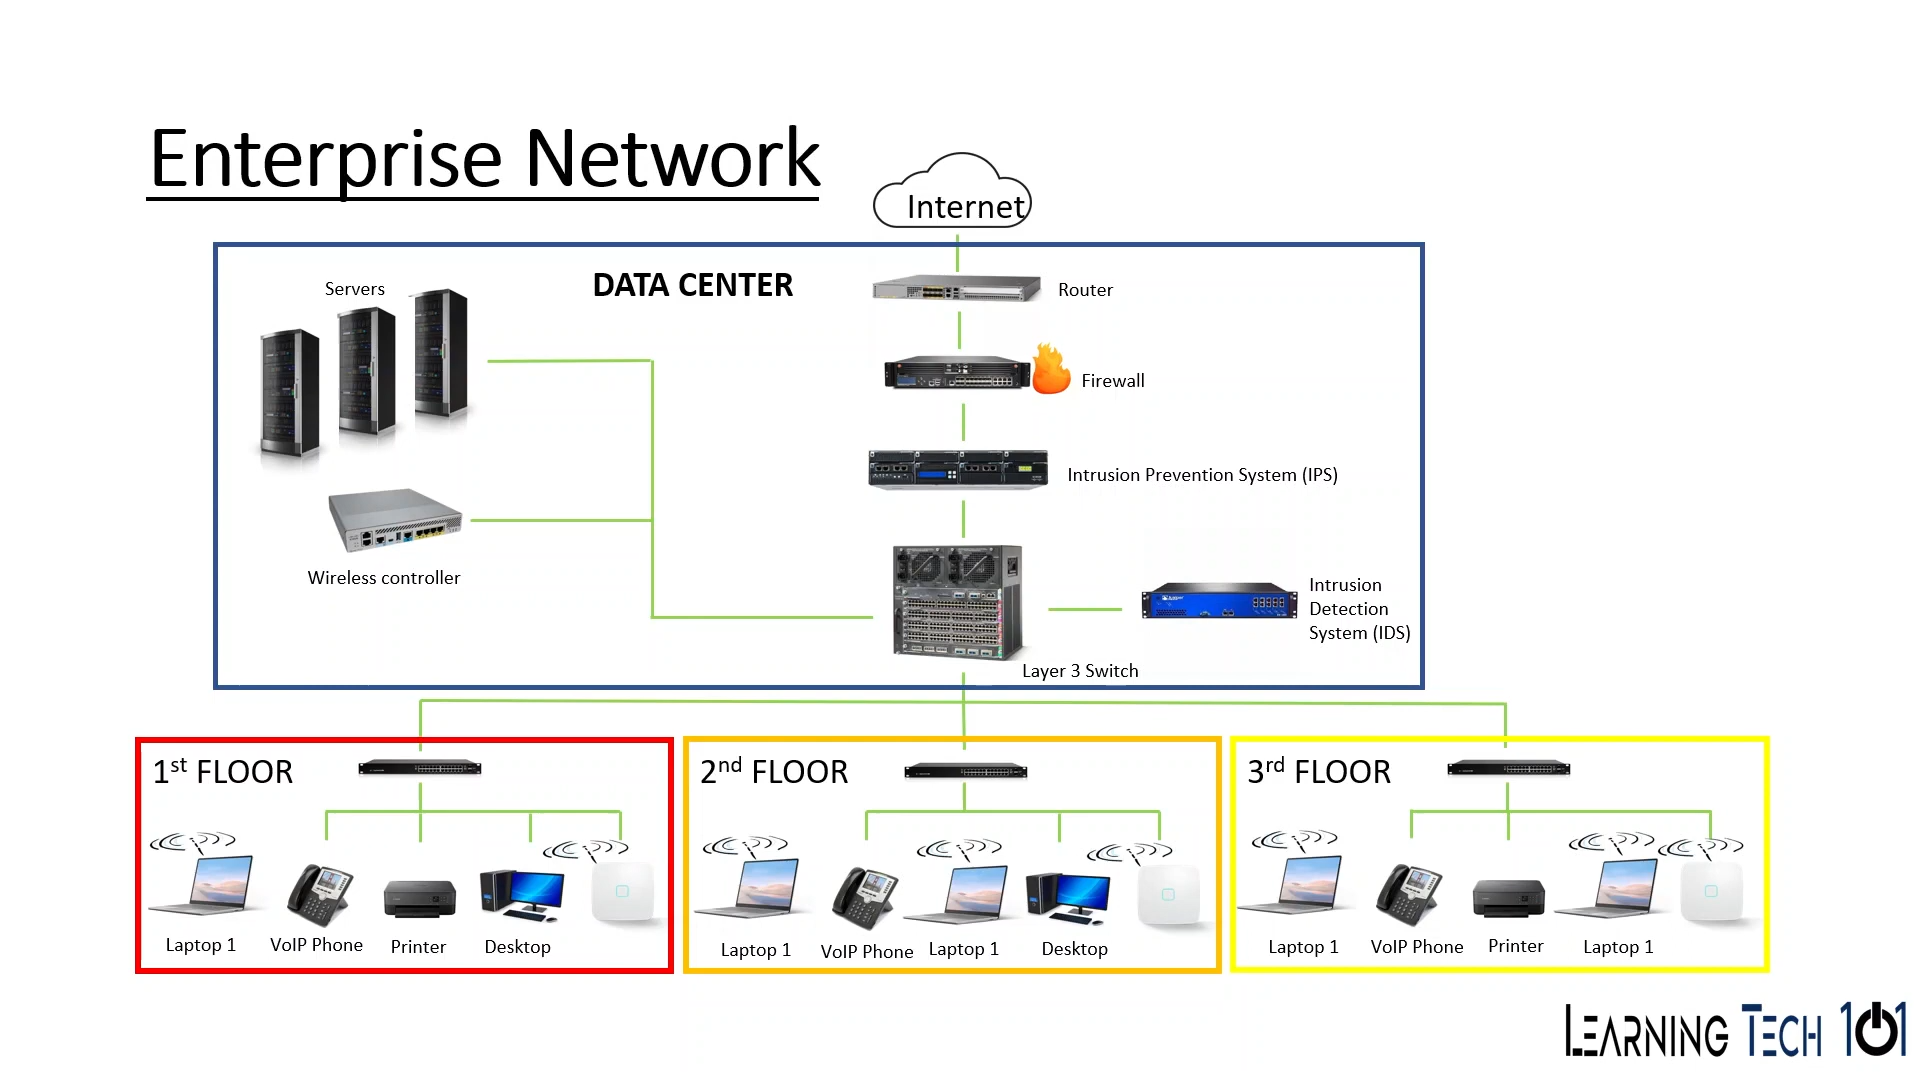 Enterprise Network
Internet
DATA CENTER
Servers
Router
Firewall
Intrusion Prevention System (IPS)
Wireless controller
Intrusion
Detection
System (IDS)
Layer 3 Switch
1st FLOOR
Laptop 1
VoIP Phone
Printer
Desktop
2nd FLOOR
Laptop 1
VoIP Phone
Laptop 1
Desktop
3rd FLOOR
Laptop 1
VoIP Phone
Printer
Laptop 1
LEARNING TECH 101